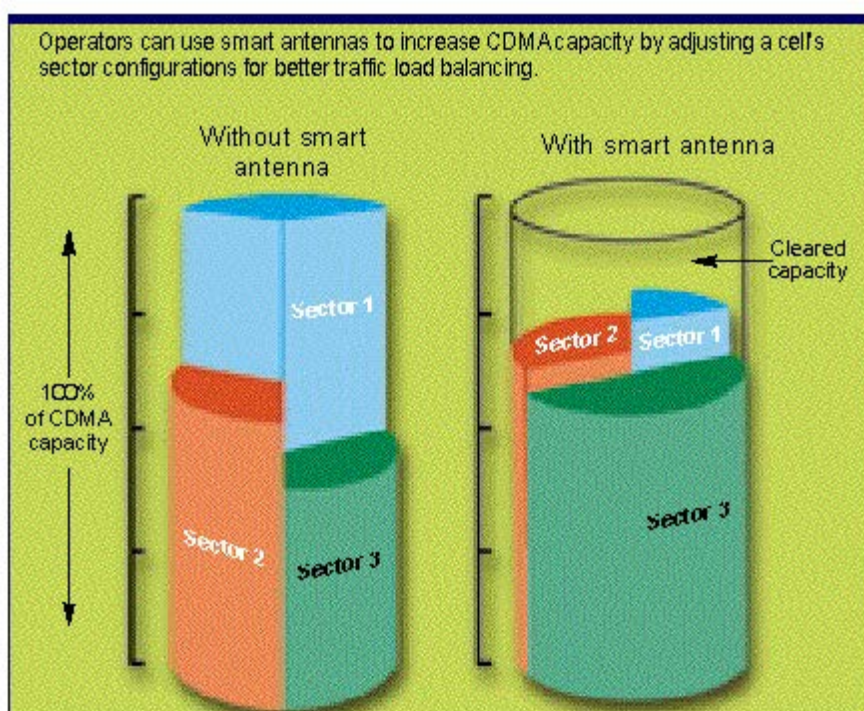 Operators can use smart antennas to increase CDMA capacity by adjusting a cell's
sector configurations for better traffic load balancing.
Without smart
antenna
With smart antenna
100%
of CDMA
capacity
Sector 1
Sector 2
Sector 3
Cleared
capacity
Sector 2
Sector 1
Sector 3